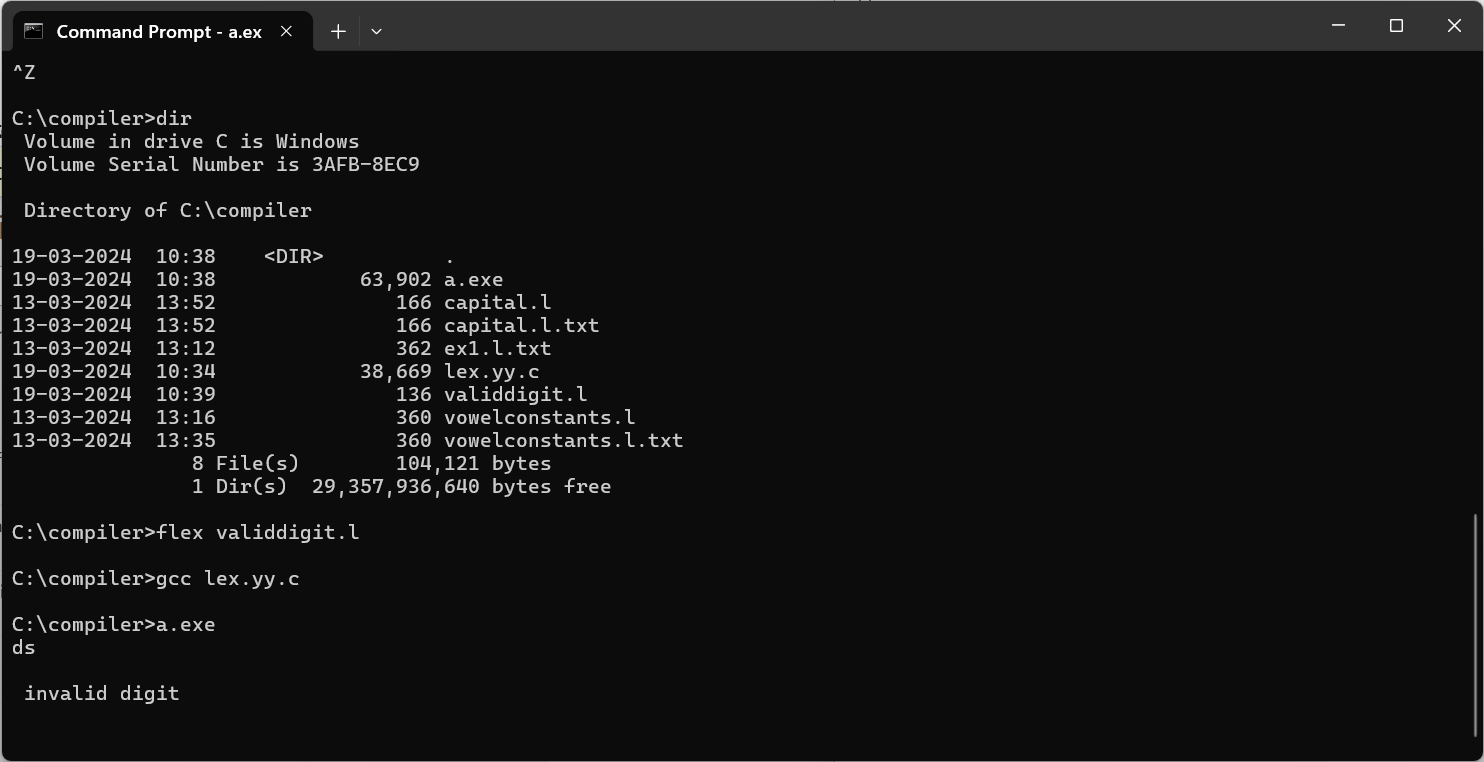 Command Prompt - a.ex
^Z
C:\compiler>dir
 Volume in drive C is Windows
 Volume Serial Number is 3AFB-8EC9
 Directory of C:\compiler
19-03-2024  10:38    <DIR>          .
19-03-2024  10:38            63,902 a.exe
13-03-2024  13:52               166 capital.l
13-03-2024  13:52               166 capital.l.txt
13-03-2024  13:12               362 ex1.l.txt
19-03-2024  10:34            38,669 lex.yy.c
19-03-2024  10:39               136 validdigit.l
13-03-2024  13:16               360 vowelconstants.l
13-03-2024  13:35               360 vowelconstants.l.txt
               8 File(s)        104,121 bytes
               1 Dir(s)  29,357,936,640 bytes free
C:\compiler>flex validdigit.l
C:\compiler>gcc lex.yy.c
C:\compiler>a.exe
ds
 invalid digit